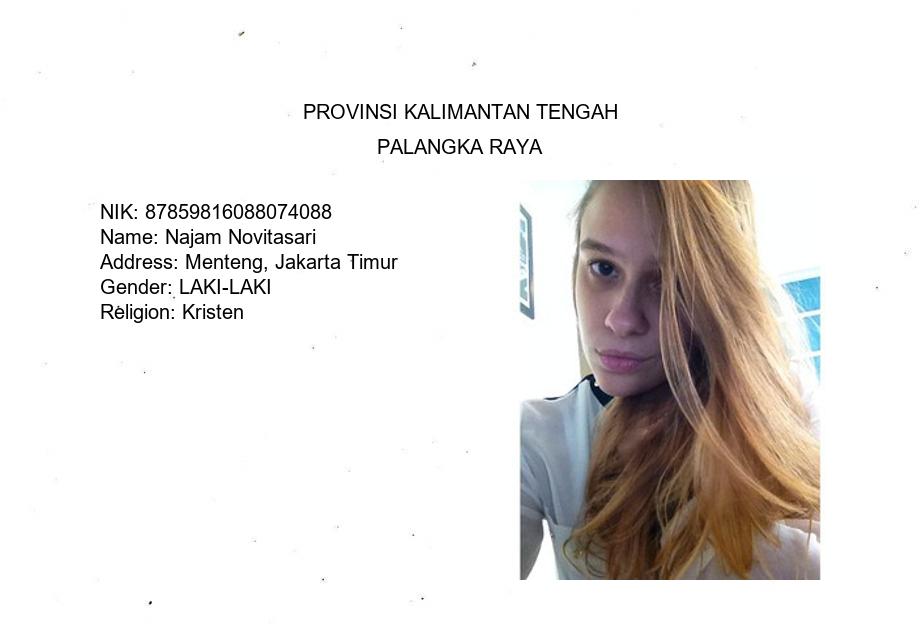 PROVINSI KALIMANTAN TENGAH
PALANGKA RAYA
NIK: 87859816088074088
Name: Najam Novitasari
Address: Menteng, Jakarta Timur
Gender: LAKI-LAKI
Religion: Kristen